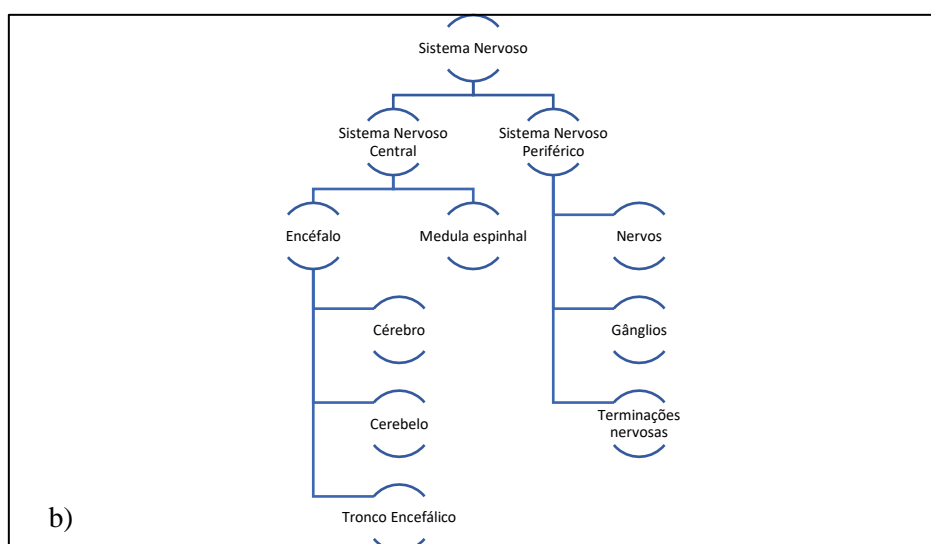 Sistema Nervoso
Sistema Nervoso
Central
Sistema Nervoso
Periférico
Encéfalo
Medula espinhal
Nervos
Cérebro
Gânglios
Cerebelo
Terminações
nervosas
Tronco Encefálico
b)